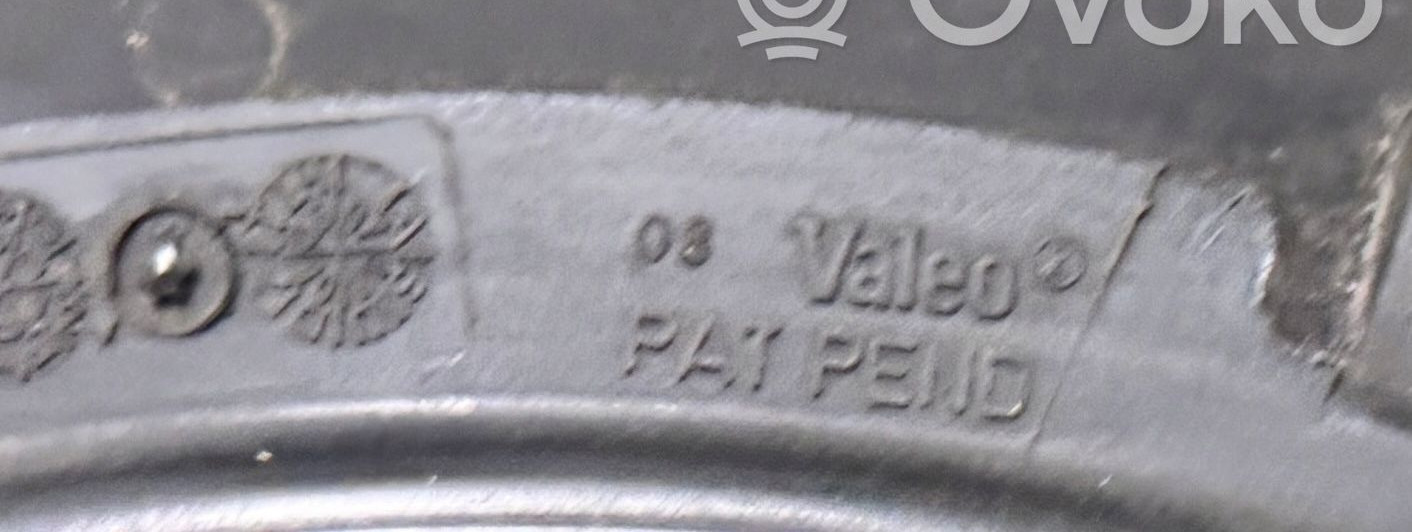 OVOKO
08 Valeo®
PAT PEND